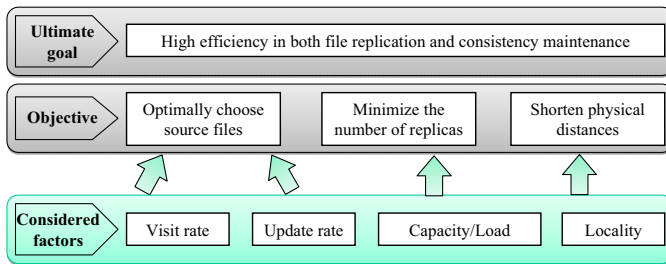 Ultimate
goal
High efficiency in both file replication and consistency maintenance
Objective
Optimally choose
source files
Minimize the
number of replicas
Shorten physical
distances
Considered
factors
Visit rate
Update rate
Capacity/Load
Locality